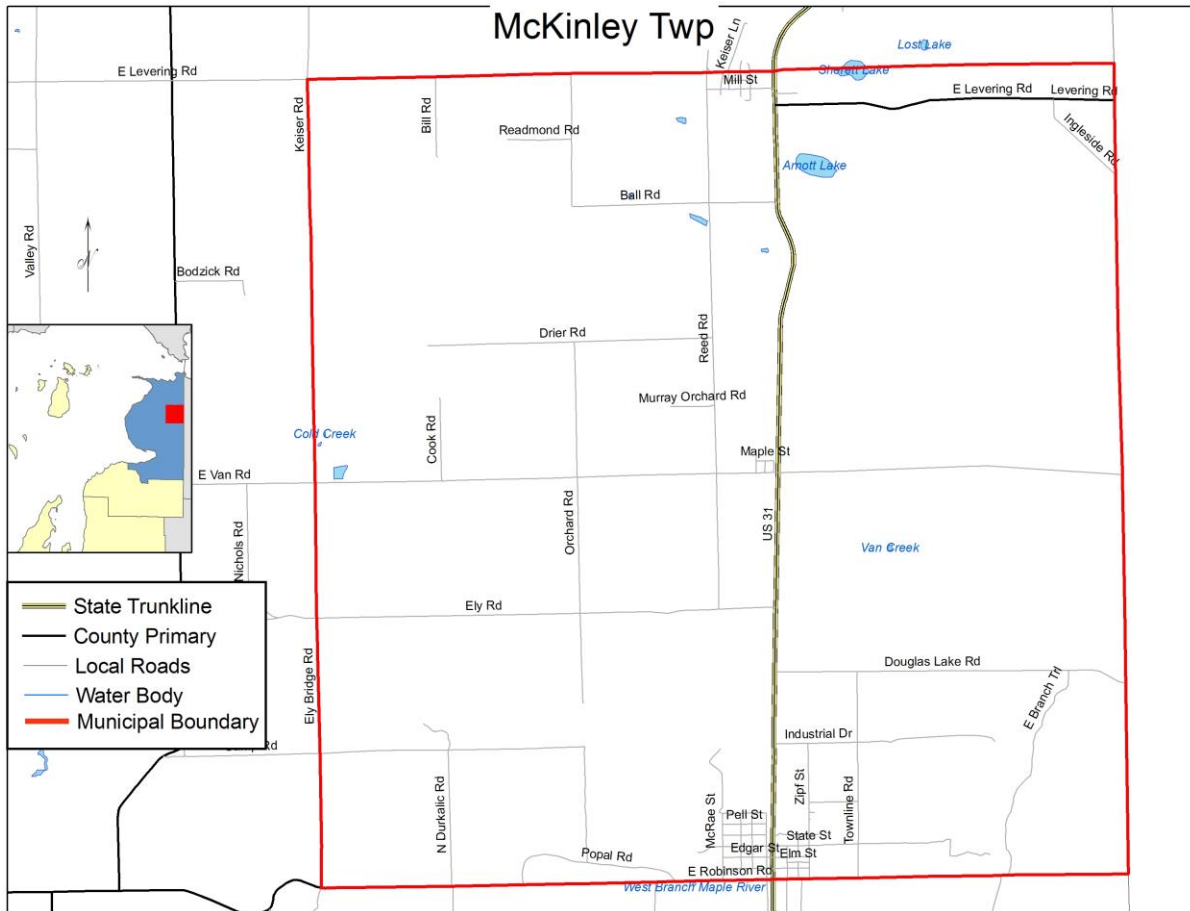 McKinley Twp
Lost Lake
Keiser Ln
E Levering Rd
Sherett Lake
Mill St
E Levering Rd
Levering Rd
Keiser Rd
Bill Rd
Readmond Rd
Ingleside Rd
Arnott Lake
Ball Rd
Valley Rd
N
Bodzick Rd
Drier Rd
Reed Rd
Murray Orchard Rd
Cold Creek
Cook Rd
Maple St
E Van Rd
Orchard Rd
US 31
Nichols Rd
Van Creek
State Trunkline
County Primary
Local Roads
Water Body
Municipal Boundary
Ely Rd
Ely Bridge Rd
Douglas Lake Rd
E Branch Trl
Industrial Dr
Rd
N Durkalic Rd
Zipf St
Townline Rd
McRae St
Pell St
State St
Edgar St
Elm St
Popal Rd
E Robinson Rd
West Branch Maple River